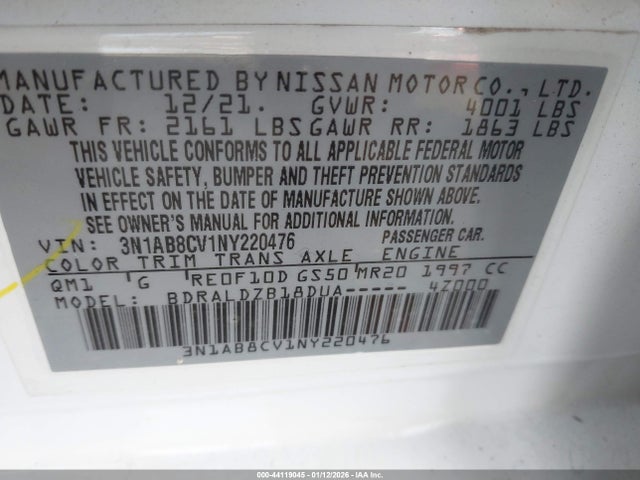 MANUFACTURED BY NISSAN MOTOR CO., LTD.
DATE: 12/21. GVWR: 4001 LBS
GAWR FR: 2161 LBS GAWR RR: 1863 LBS
THIS VEHICLE CONFORMS TO ALL APPLICABLE FEDERAL MOTOR
VEHICLE SAFETY, BUMPER AND THEFT PREVENTION STANDARDS
IN EFFECT ON THE DATE OF MANUFACTURE SHOWN ABOVE.
SEE OWNER'S MANUAL FOR ADDITIONAL INFORMATION.
VIN: 3N1AB8CV1NY220476 PASSENGER CAR.
COLOR TRIM TRANS AXLE ENGINE
QM1 G RE0F10D GS50 MR20 1997 CC
MODEL: BDRALDZB18DUA----- 4Z000
3N1AB8CV1NY220476
000-44119045 - 01/12/2026 - IAA Inc.